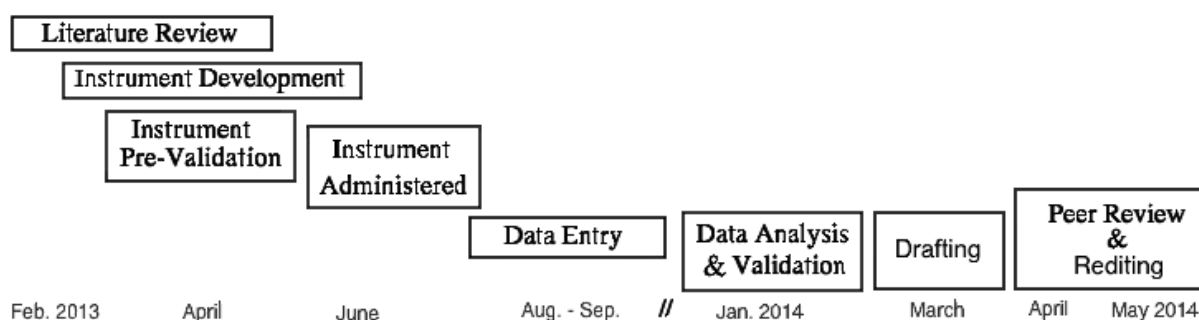 Literature Review
Instrument Development
Instrument
Pre-Validation
Instrument
Administered
Data Entry
Data Analysis
& Validation
Drafting
Peer Review
&
Rediting
Feb. 2013 April June Aug. - Sep. // Jan. 2014 March April May 2014